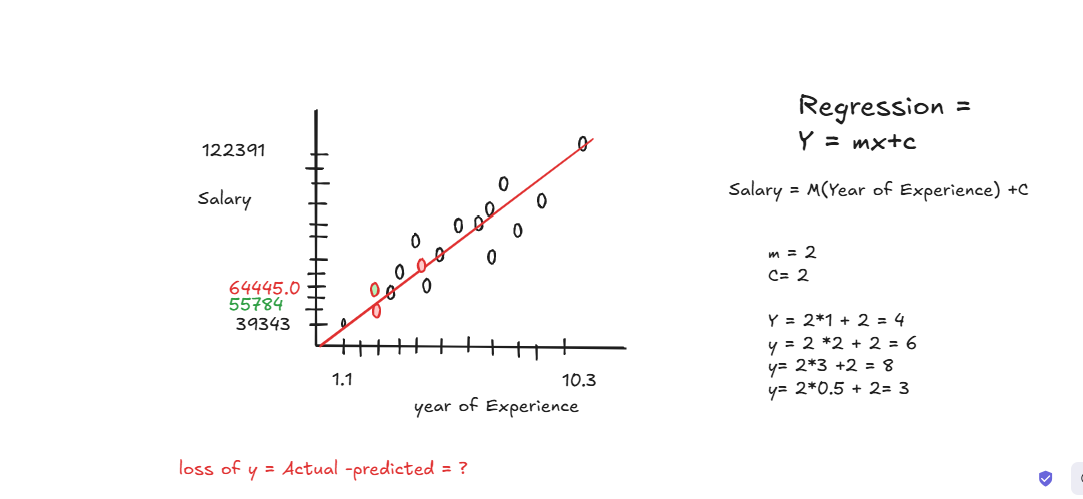 Regression =
Y = mx+c
122391
Salary
Salary = M(Year of Experience) +C
m = 2
C= 2
64445.0
55784
39343
Y = 2*1 + 2 = 4
y = 2 *2 + 2 = 6
y= 2*3 +2 = 8
y= 2*0.5 + 2= 3
1.1
10.3
year of Experience
loss of y = Actual -predicted = ?